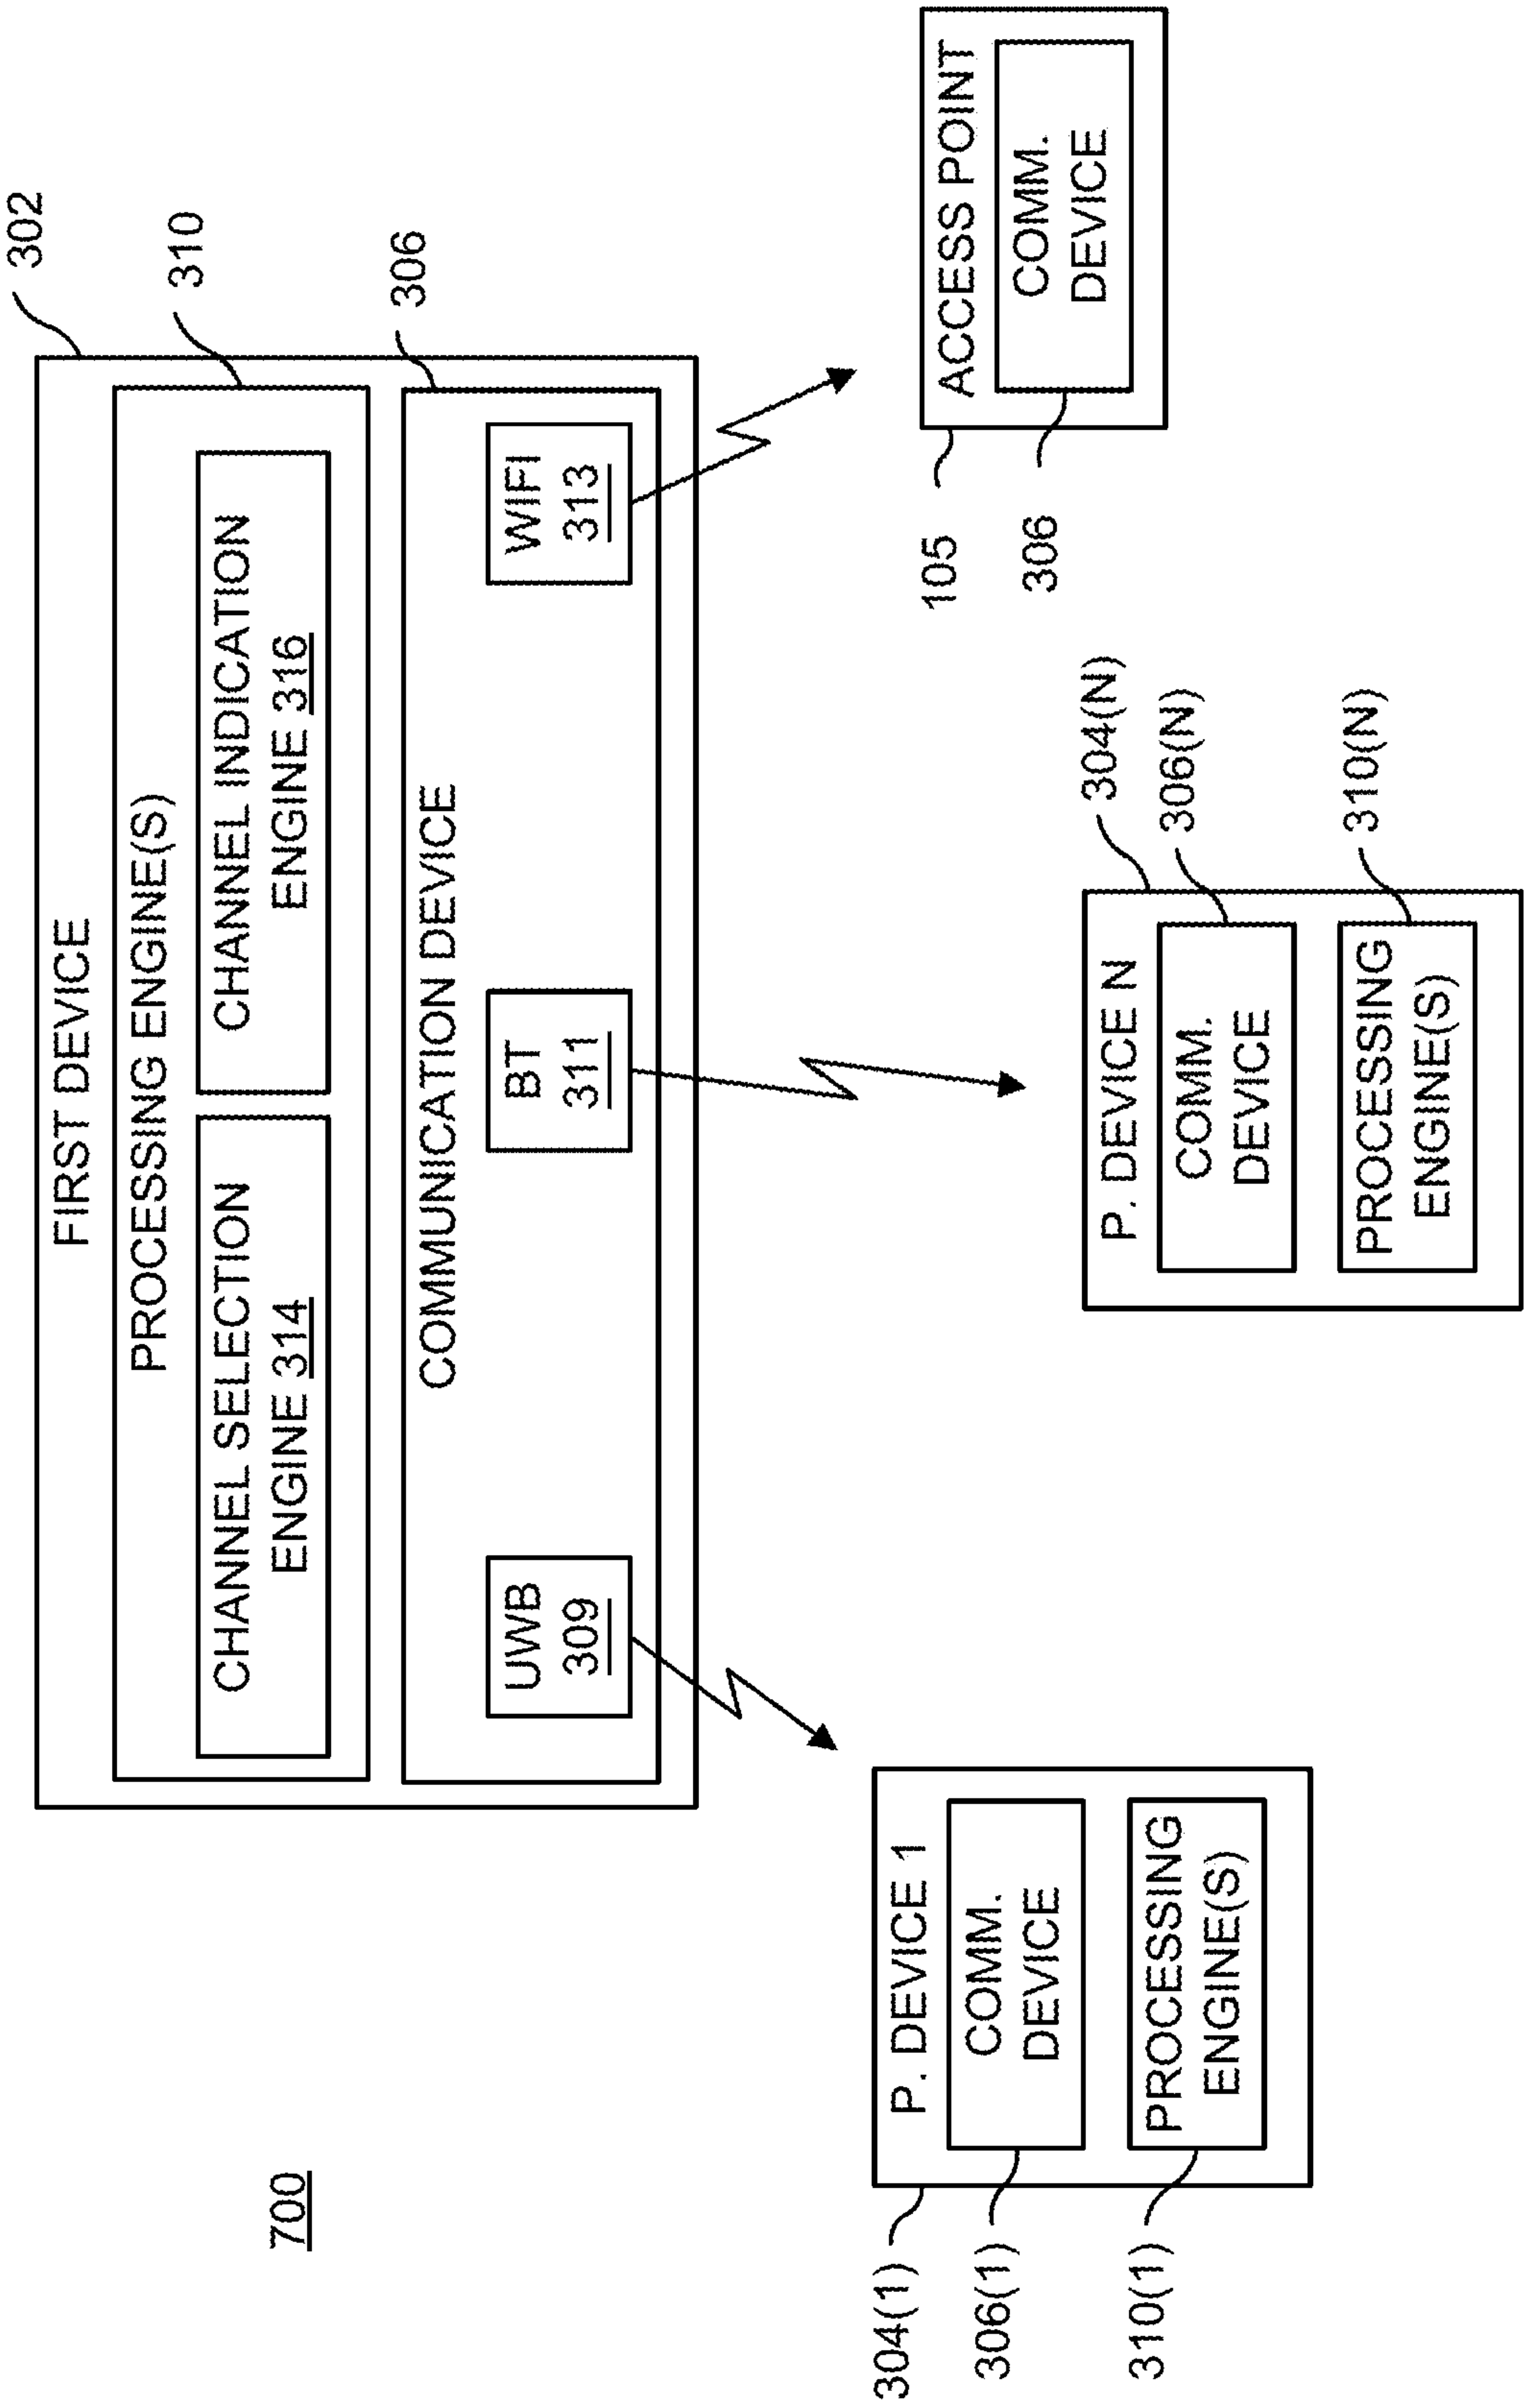 700
FIRST DEVICE
302
PROCESSING ENGINE(S)
310
CHANNEL SELECTION
ENGINE 314
CHANNEL INDICATION
ENGINE 316
COMMUNICATION DEVICE
306
UWB
309
BT
311
WIFI
313
P. DEVICE 1
304(1)
COMM.
DEVICE
306(1)
PROCESSING
ENGINE(S)
310(1)
P. DEVICE N
304(N)
COMM.
DEVICE
306(N)
PROCESSING
ENGINE(S)
310(N)
105
ACCESS POINT
306
COMM.
DEVICE